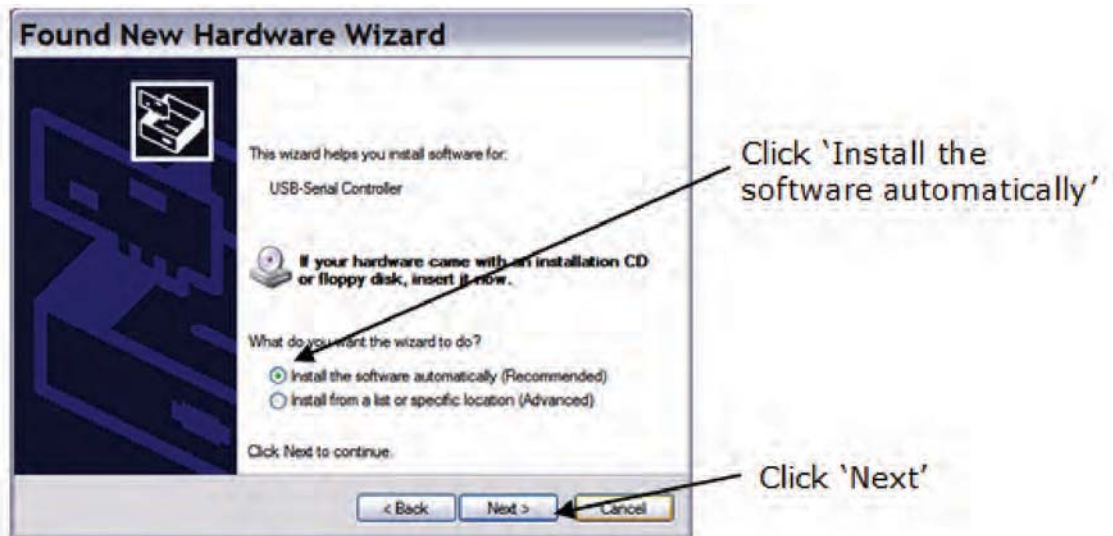 Found New Hardware Wizard
This wizard helps you install software for:
USB-Serial Controller
If your hardware came with an installation CD
or floppy disk, insert it now.
What do you want the wizard to do?
Install the software automatically (Recommended)
Install from a list or specific location (Advanced)
Click Next to continue.
< Back
Next >
Cancel
Click ‘Install the
software automatically’
Click ‘Next’